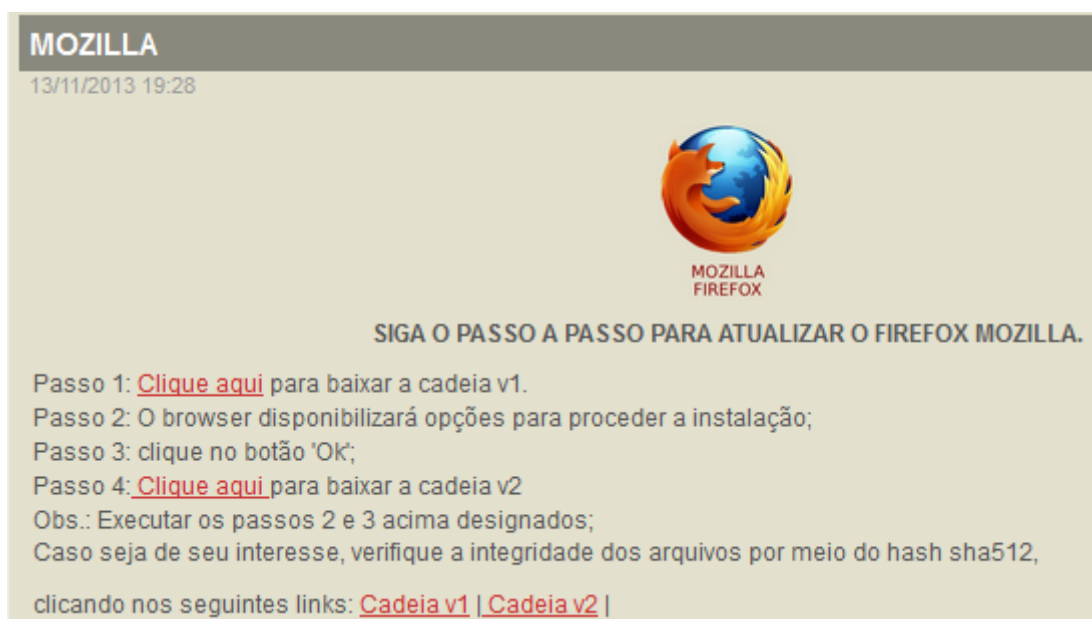 MOZILLA
13/11/2013 19:28
MOZILLA
FIREFOX
SIGA O PASSO A PASSO PARA ATUALIZAR O FIREFOX MOZILLA.
Passo 1: Clique aqui para baixar a cadeia v1.
Passo 2: O browser disponibilizará opções para proceder a instalação;
Passo 3: clique no botão 'Ok';
Passo 4: Clique aqui para baixar a cadeia v2
Obs.: Executar os passos 2 e 3 acima designados;
Caso seja de seu interesse, verifique a integridade dos arquivos por meio do hash sha512,
clicando nos seguintes links: Cadeia v1 | Cadeia v2 |